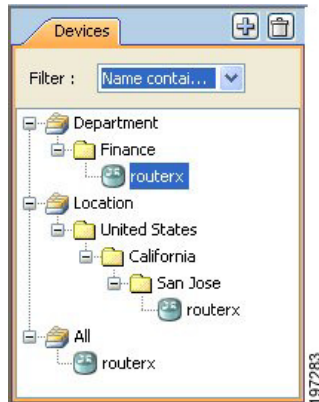 Devices
Filter : Name contai...
Department
Finance
routerx
Location
United States
California
San Jose
routerx
All
routerx
197283